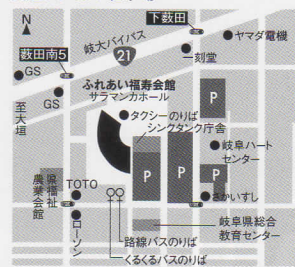 N
下薮田
ヤマダ電機
岐大バイパス
21
一刻堂
薮田南5
GS
ふれあい福寿会館
サラマンカホール
GS
至大垣
P
タクシーのりば
シンクタンク庁舎
P
岐阜ハート
センター
P
P
P
県福祉
農業会館
TOTO
さかいずし
ローソン
岐阜県総合
教育センター
路線バスのりば
くるくるバスのりば